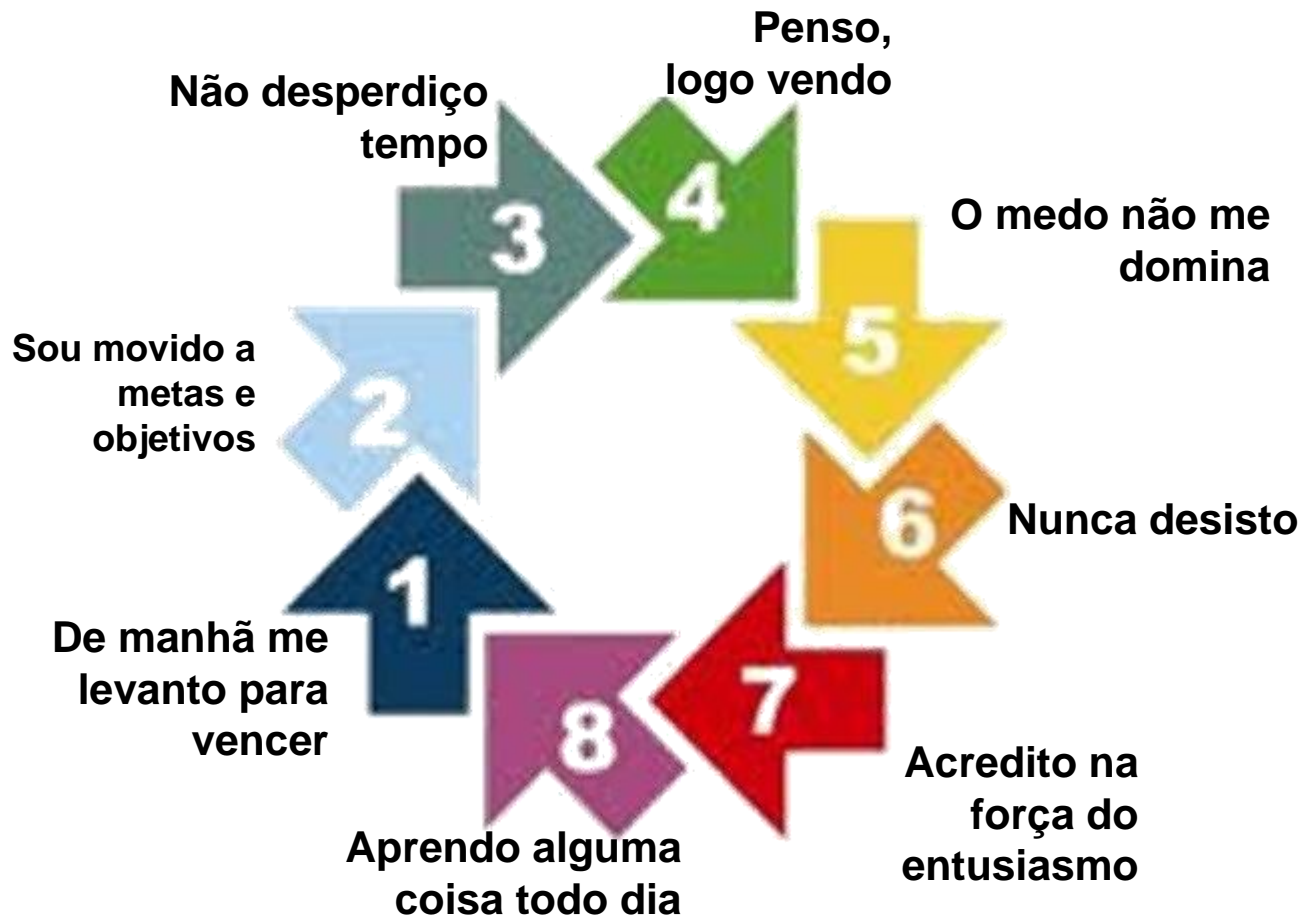 1
De manhã me
levanto para
vencer
2
Sou movido a
metas e
objetivos
3
Não desperdiço
tempo
4
Penso,
logo vendo
5
O medo não me
domina
6
Nunca desisto
7
Acredito na
força do
entusiasmo
8
Aprendo alguma
coisa todo dia